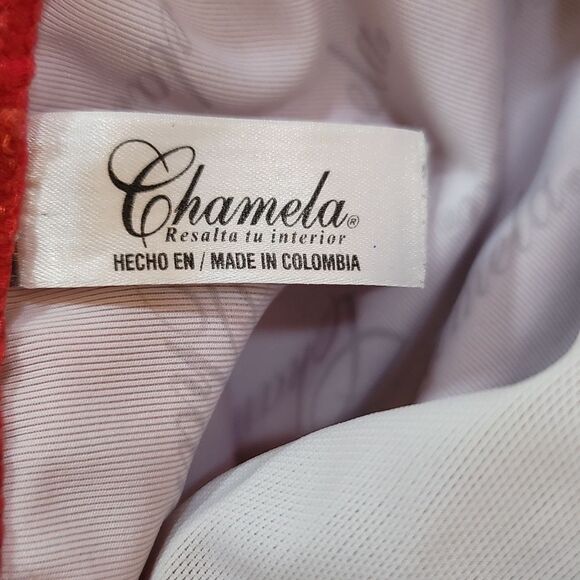 Chamela®
Resalta tu interior
HECHO EN / MADE IN COLOMBIA